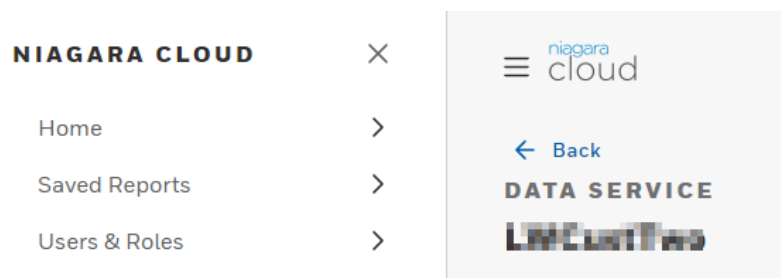 NIAGARA CLOUD
Home
Saved Reports
Users & Roles
niagara
cloud
Back
DATA SERVICE